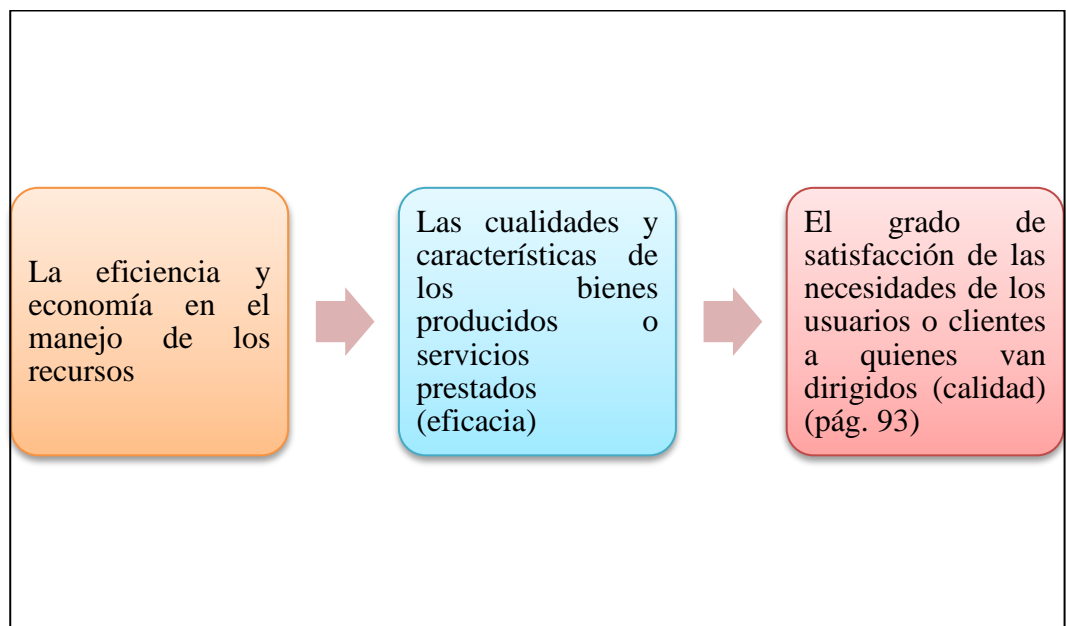 La eficiencia y
economía en el
manejo de los
recursos
Las cualidades y
características de
los bienes
producidos o
servicios
prestados
(eficacia)
El grado de
satisfacción de las
necesidades de los
usuarios o clientes
a quienes van
dirigidos (calidad)
(pág. 93)